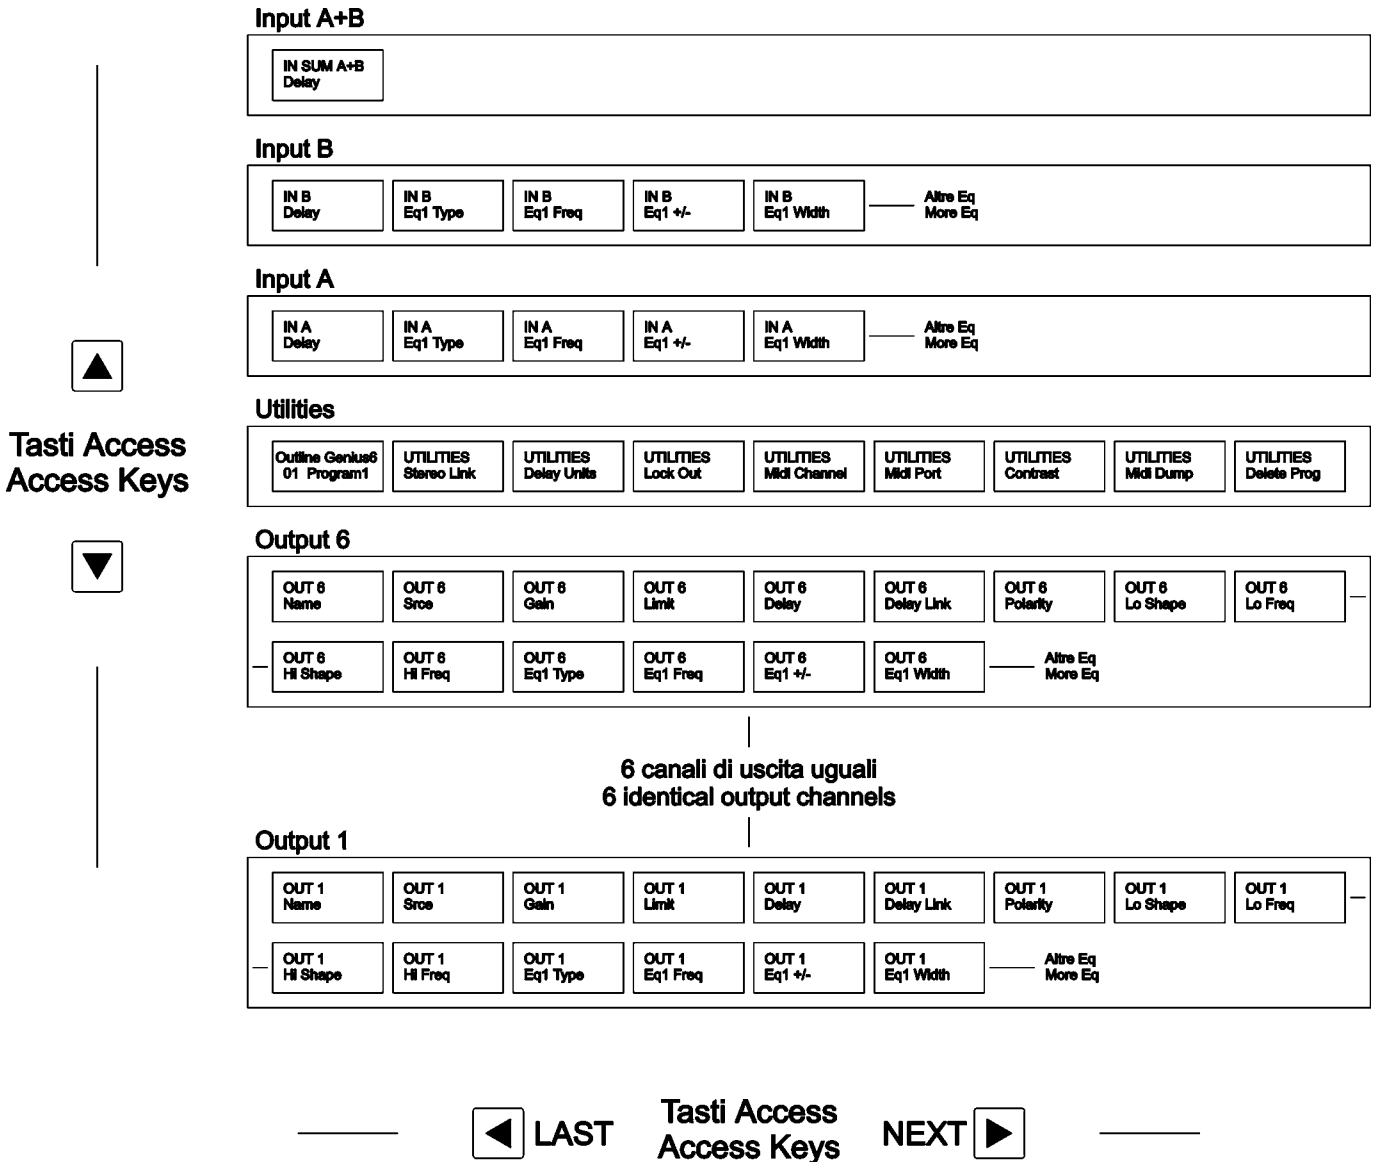 Input A+B
IN SUM A+B
Delay
Input B
IN B
Delay
IN B
Eq1 Type
IN B
Eq1 Freq
IN B
Eq1 +/-
IN B
Eq1 Width
Altre Eq
More Eq
Input A
IN A
Delay
IN A
Eq1 Type
IN A
Eq1 Freq
IN A
Eq1 +/-
IN A
Eq1 Width
Altre Eq
More Eq
Tasti Access
Access Keys
Utilities
Outline Genius6
01 Program1
UTILITIES
Stereo Link
UTILITIES
Delay Units
UTILITIES
Lock Out
UTILITIES
Midi Channel
UTILITIES
Midi Port
UTILITIES
Contrast
UTILITIES
Midi Dump
UTILITIES
Delete Prog
Output 6
OUT 6
Name
OUT 6
Srce
OUT 6
Gain
OUT 6
Limit
OUT 6
Delay
OUT 6
Delay Link
OUT 6
Polarity
OUT 6
Lo Shape
OUT 6
Lo Freq
OUT 6
Hi Shape
OUT 6
Hi Freq
OUT 6
Eq1 Type
OUT 6
Eq1 Freq
OUT 6
Eq1 +/-
OUT 6
Eq1 Width
Altre Eq
More Eq
6 canali di uscita uguali
6 identical output channels
Output 1
OUT 1
Name
OUT 1
Srce
OUT 1
Gain
OUT 1
Limit
OUT 1
Delay
OUT 1
Delay Link
OUT 1
Polarity
OUT 1
Lo Shape
OUT 1
Lo Freq
OUT 1
Hi Shape
OUT 1
Hi Freq
OUT 1
Eq1 Type
OUT 1
Eq1 Freq
OUT 1
Eq1 +/-
OUT 1
Eq1 Width
Altre Eq
More Eq
LAST
Tasti Access
Access Keys
NEXT